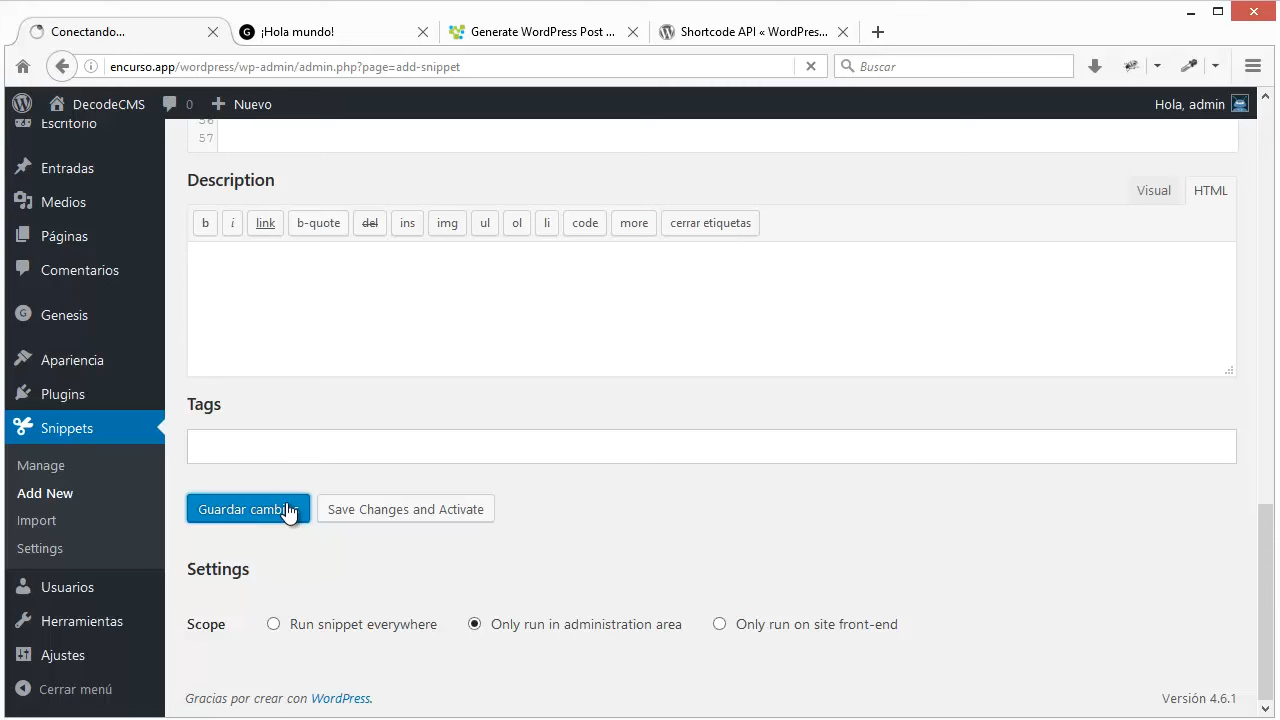 Conectando...
¡Hola mundo!
Generate WordPress Post ...
Shortcode API « WordPres...
encurso.app/wordpress/wp-admin/admin.php?page=add-snippet
Buscar
DecodeCMS
0
Nuevo
Hola, admin
Escritorio
Entradas
Medios
Páginas
Comentarios
Genesis
Apariencia
Plugins
Snippets
Manage
Add New
Import
Settings
Usuarios
Herramientas
Ajustes
Cerrar menú
56
57
Description
Visual
HTML
b
i
link
b-quote
del
ins
img
ul
ol
li
code
more
cerrar etiquetas
Tags
Guardar cambi
Save Changes and Activate
Settings
Scope
Run snippet everywhere
Only run in administration area
Only run on site front-end
Gracias por crear con WordPress.
Versión 4.6.1